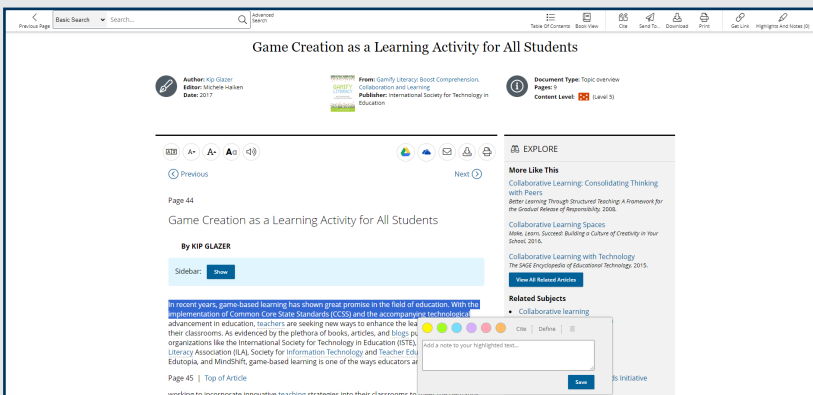 Previous Page
Basic Search
Search...
Advanced
Search
Table Of Contents
Book View
Cite
Send To...
Download
Print
Get Link
Highlights And Notes (0)
Game Creation as a Learning Activity for All Students
Author: Kip Glazer
Editor: Michele Haiken
Date: 2017
GAMIFY
LITERACY
From: Gamify Literacy: Boost Comprehension,
Collaboration and Learning
Publisher: International Society for Technology in
Education
Document Type: Topic overview
Pages: 9
Content Level: (Level 5)
Previous
Next
Page 44
Game Creation as a Learning Activity for All Students
By KIP GLAZER
Sidebar: Show
In recent years, game-based learning has shown great promise in the field of education. With the
implementation of Common Core State Standards (CCSS) and the accompanying technological
advancement in education, teachers are seeking new ways to enhance the lea
their classrooms. As evidenced by the plethora of books, articles, and blogs pu
organizations like the International Society for Technology in Education (ISTE),
Literacy Association (ILA), Society for Information Technology and Teacher Edu
Edutopia, and MindShift, game-based learning is one of the ways educators a
Page 45 | Top of Article
working to incorporate innovative teaching strategies into their classrooms to
Cite
Define
Add a note to your highlighted text...
Save
EXPLORE
More Like This
Collaborative Learning: Consolidating Thinking
with Peers
Better Learning Through Structured Teaching: A Framework for
the Gradual Release of Responsibility, 2008.
Collaborative Learning Spaces
Make, Learn, Succeed: Building a Culture of Creativity in Your
School, 2016.
Collaborative Learning with Technology
The SAGE Encyclopedia of Educational Technology, 2015.
View All Related Articles
Related Subjects
Collaborative learning
ds Initiative